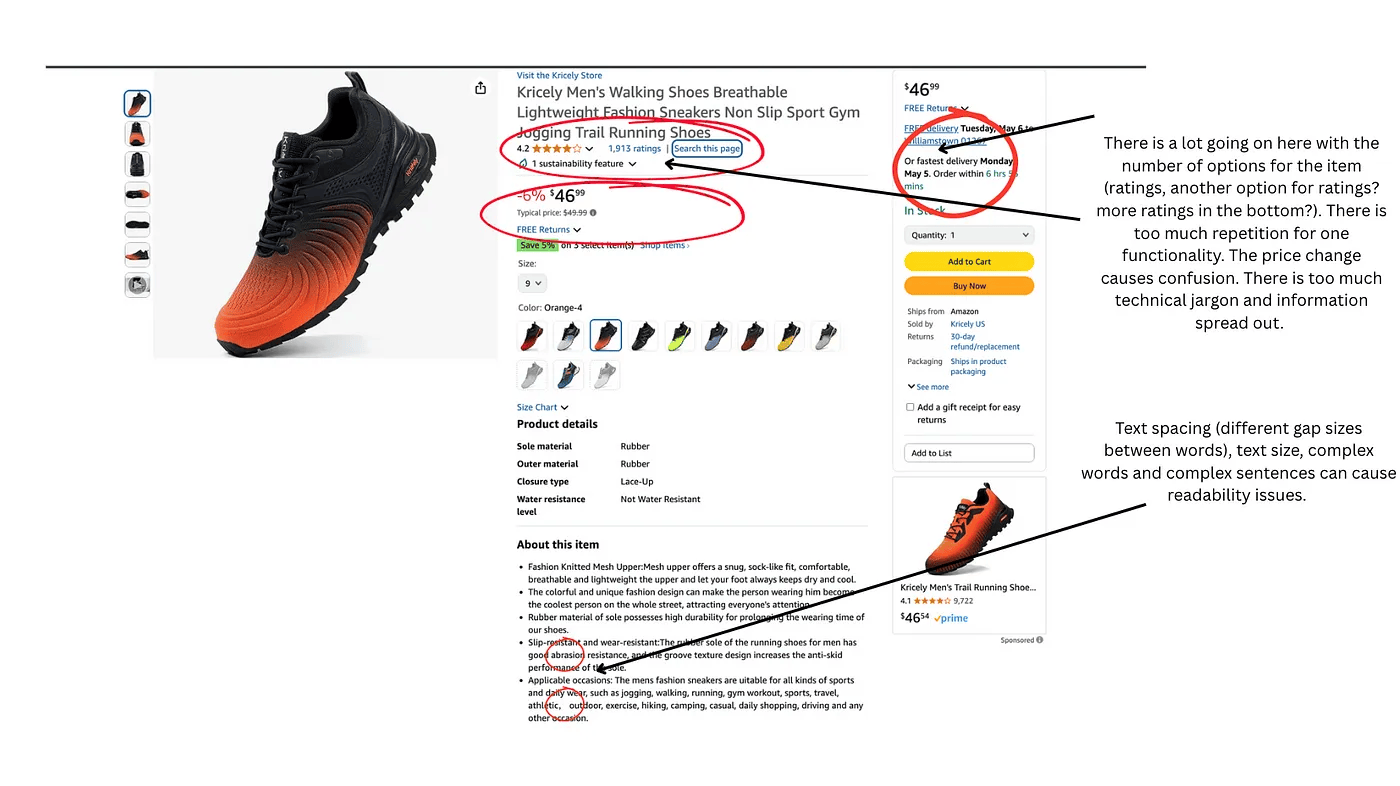 Visit the Kricely Store
Kricely Men's Walking Shoes Breathable
Lightweight Fashion Sneakers Non Slip Sport Gym
Jogging Trail Running Shoes
4.2 1,913 ratings | Search this page
1 sustainability feature
-6% $4699
Typical price: $49.99
FREE Returns
Save 5% on 3 select item(s) Shop items ›
Size:
9
Color: Orange-4
Size Chart
Product details
Sole material Rubber
Outer material Rubber
Closure type Lace-Up
Water resistance Not Water Resistant
level
About this item
• Fashion Knitted Mesh Upper:Mesh upper offers a snug, sock-like fit, comfortable,
breathable and lightweight the upper and let your foot always keeps dry and cool.
• The colorful and unique fashion design can make the person wearing him become
the coolest person on the whole street, attracting everyone's attention.
• Rubber material of sole possesses high durability for prolonging the wearing time of
our shoes.
• Slip-resistant and wear-resistant:The rubber sole of the running shoes for men has
good abrasion resistance, and the groove texture design increases the anti-skid
performance of the sole.
• Applicable occasions: The mens fashion sneakers are uitable for all kinds of sports
and daily wear, such as jogging, walking, running, gym workout, sports, travel,
athletic, outdoor, exercise, hiking, camping, casual, daily shopping, driving and any
other occasion.
$4699
FREE Returns
FREE delivery Tuesday, May 6 to
Williamstown 01267
Or fastest delivery Monday,
May 5. Order within 6 hrs
mins
In Stock
Quantity: 1
Add to Cart
Buy Now
Ships from Amazon
Sold by Kricely US
Returns 30-day
refund/replacement
Packaging Ships in product
packaging
See more
Add a gift receipt for easy
returns
Add to List
Kricely Men's Trail Running Shoe...
4.1 9,722
$4654 prime
Sponsored
There is a lot going on here with the
number of options for the item
(ratings, another option for ratings?
more ratings in the bottom?). There is
too much repetition for one
functionality. The price change
causes confusion. There is too much
technical jargon and information
spread out.
Text spacing (different gap sizes
between words), text size, complex
words and complex sentences can cause
readability issues.